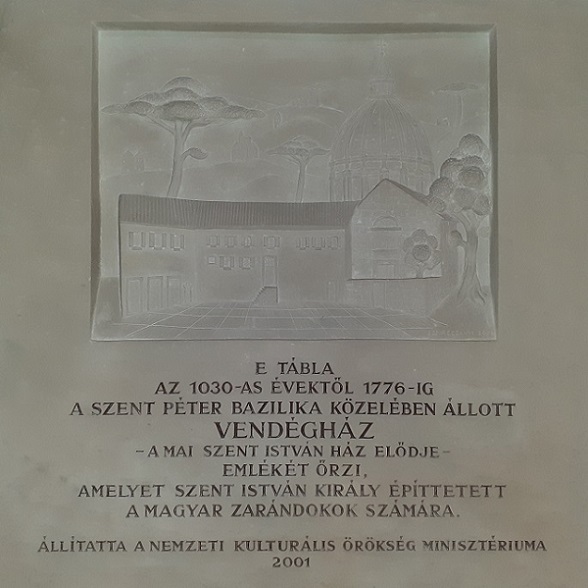 E TÁBLA
AZ 1030-AS ÉVEKTŐL 1776-IG
A SZENT PÉTER BAZILIKA KÖZELÉBEN ÁLLOTT
VENDÉGHÁZ
-A MAI SZENT ISTVÁN HÁZ ELŐDJE-
EMLÉKÉT ŐRZI,
AMELYET SZENT ISTVÁN KIRÁLY ÉPÍTTETETT
A MAGYAR ZARÁNDOKOK SZÁMÁRA.
ÁLLÍTATTA A NEMZETI KULTURÁLIS ÖRÖKSÉG MINISZTÉRIUMA
2001